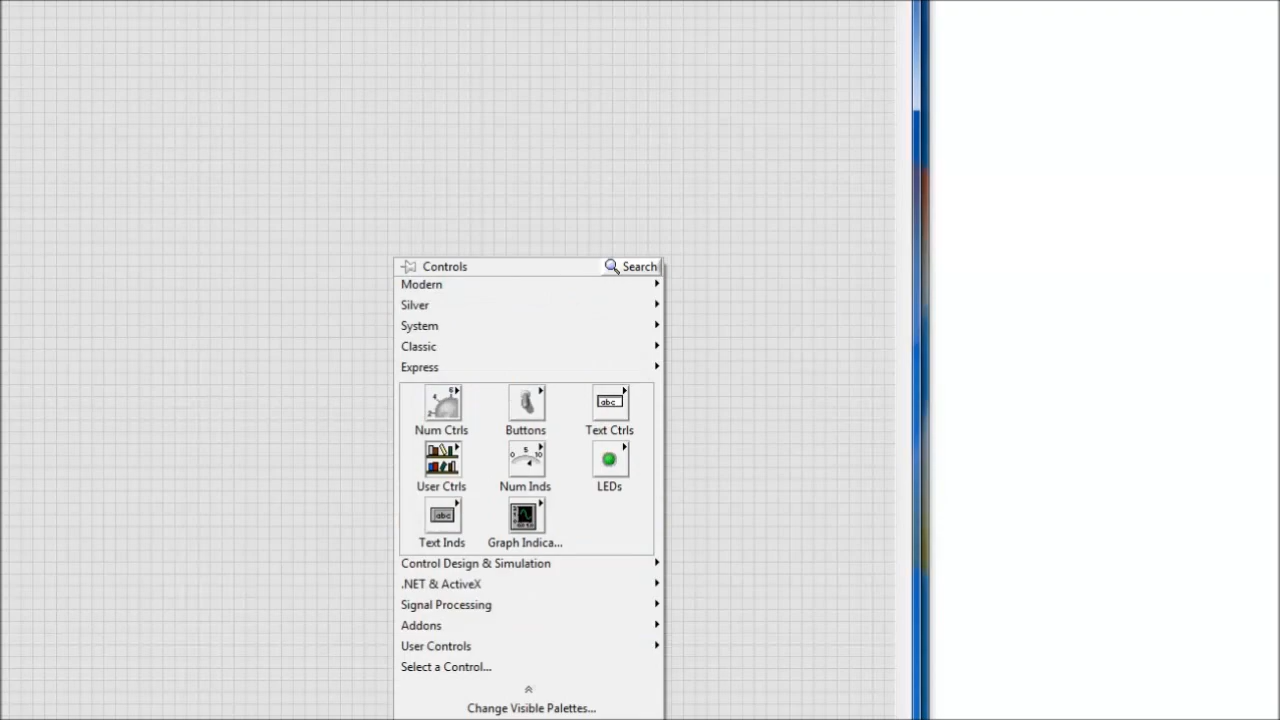 Controls Search
Modern
Silver
System
Classic
Express
Num Ctrls Buttons Text Ctrls
User Ctrls Num Inds LEDs
Text Inds Graph Indica...
Control Design & Simulation
.NET & ActiveX
Signal Processing
Addons
User Controls
Select a Control...
Change Visible Palettes...